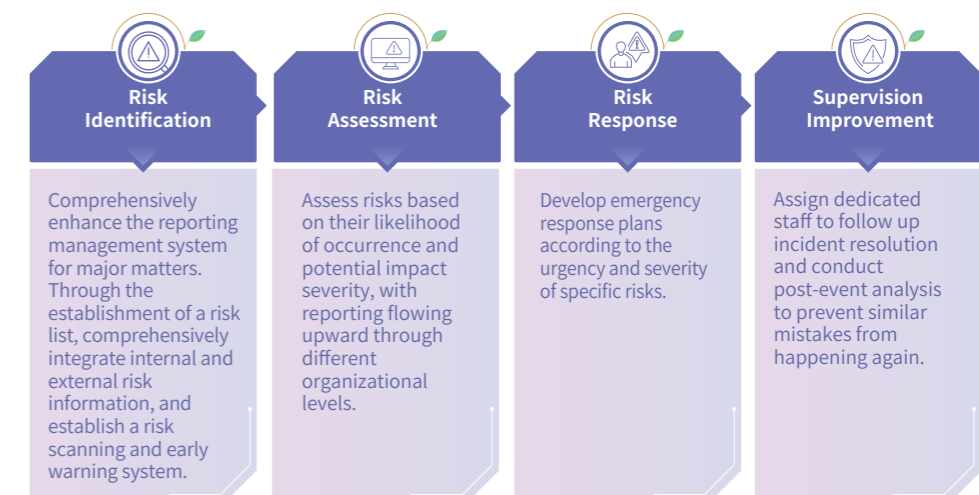 Risk
Identification
Comprehensively
enhance the reporting
management system
for major matters.
Through the
establishment of a risk
list, comprehensively
integrate internal and
external risk
information, and
establish a risk
scanning and early
warning system.
Risk
Assessment
Assess risks based
on their likelihood
of occurrence and
potential impact
severity, with
reporting flowing
upward through
different
organizational
levels.
Risk
Response
Develop emergency
response plans
according to the
urgency and severity
of specific risks.
Supervision
Improvement
Assign dedicated
staff to follow up
incident resolution
and conduct
post-event analysis
to prevent similar
mistakes from
happening again.